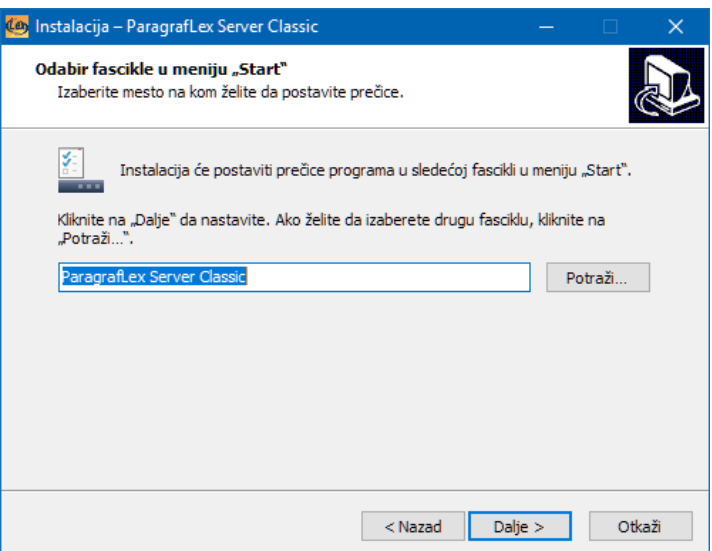 Lex
Instalacija – ParagrafLex Server Classic
Odabir fascikle u meniju „Start“
Izaberite mesto na kom želite da postavite prečice.
Instalacija će postaviti prečice programa u sledećoj fascikli u meniju „Start“.
Kliknite na „Dalje“ da nastavite. Ako želite da izaberete drugu fasciklu, kliknite na
„Potraži...“.
ParagrafLex Server Classic
Potraži...
< Nazad
Dalje >
Otkaži